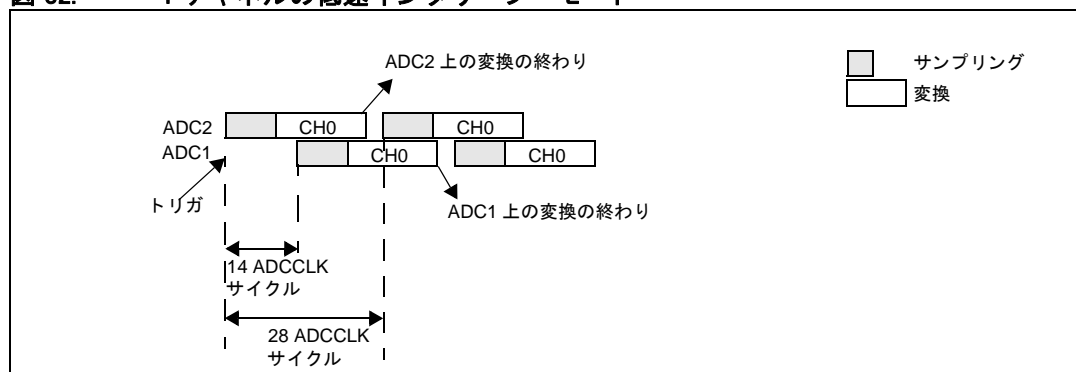 ADC2 上の変換の終わり
サンプリング
変換
ADC2
CH0
CH0
ADC1
CH0
CH0
トリガ
ADC1 上の変換の終わり
14 ADCCLK
サイクル
28 ADCCLK
サイクル